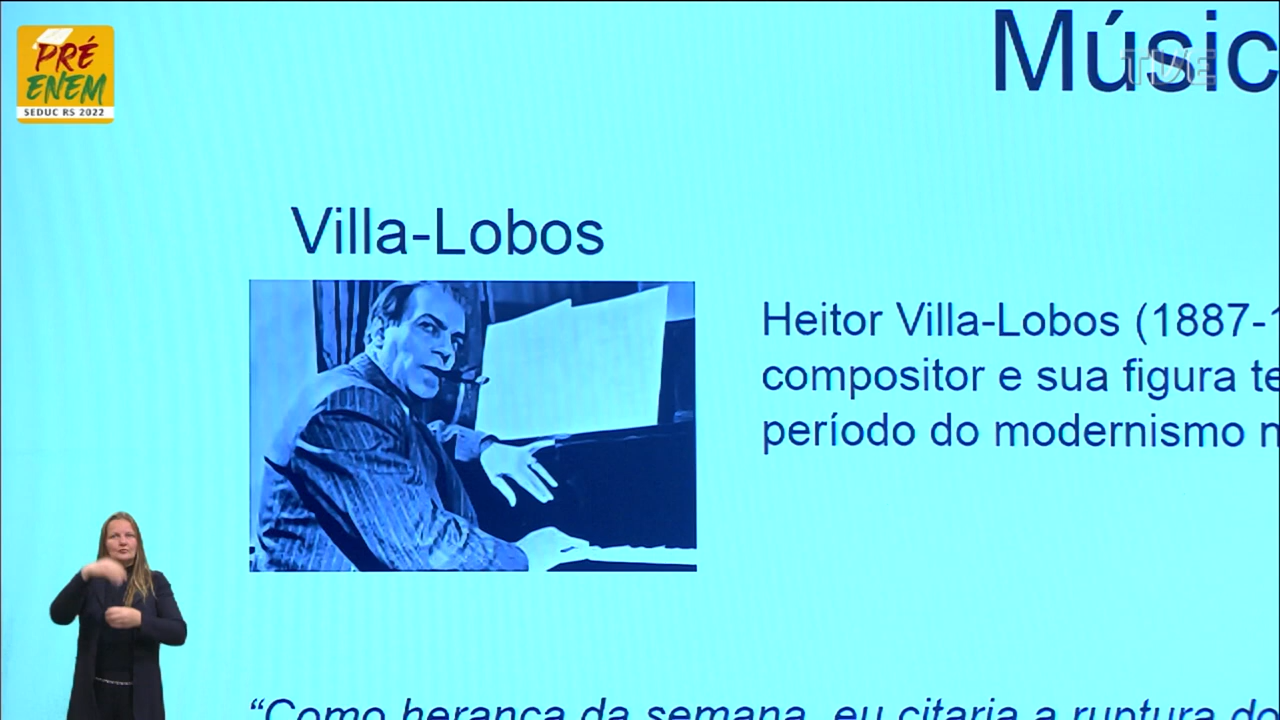 PRÉ
ENEM
SEDUC RS 2022
Músic
TVE
Villa-Lobos
Heitor Villa-Lobos (1887-1
compositor e sua figura te
período do modernismo n
“Como herança da semana, eu citaria a ruptura do